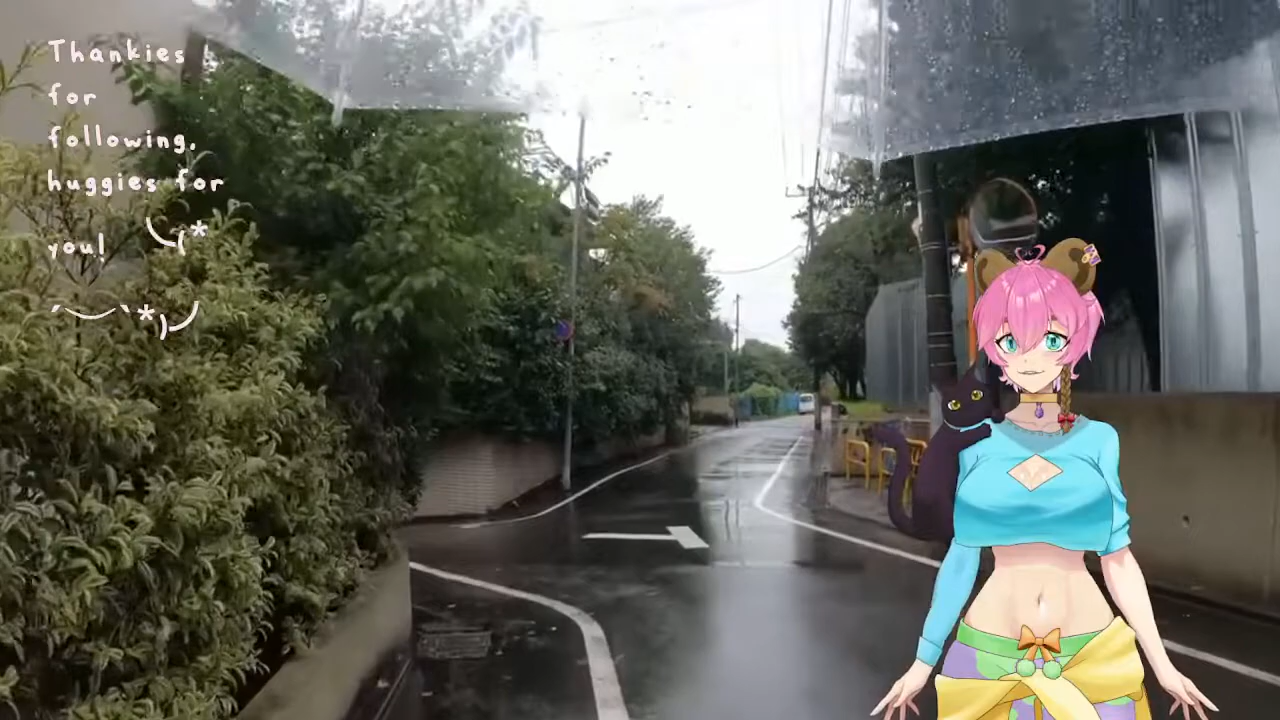 Thankies
for
following,
huggies for
you! ╰(*
´︶`*)╯